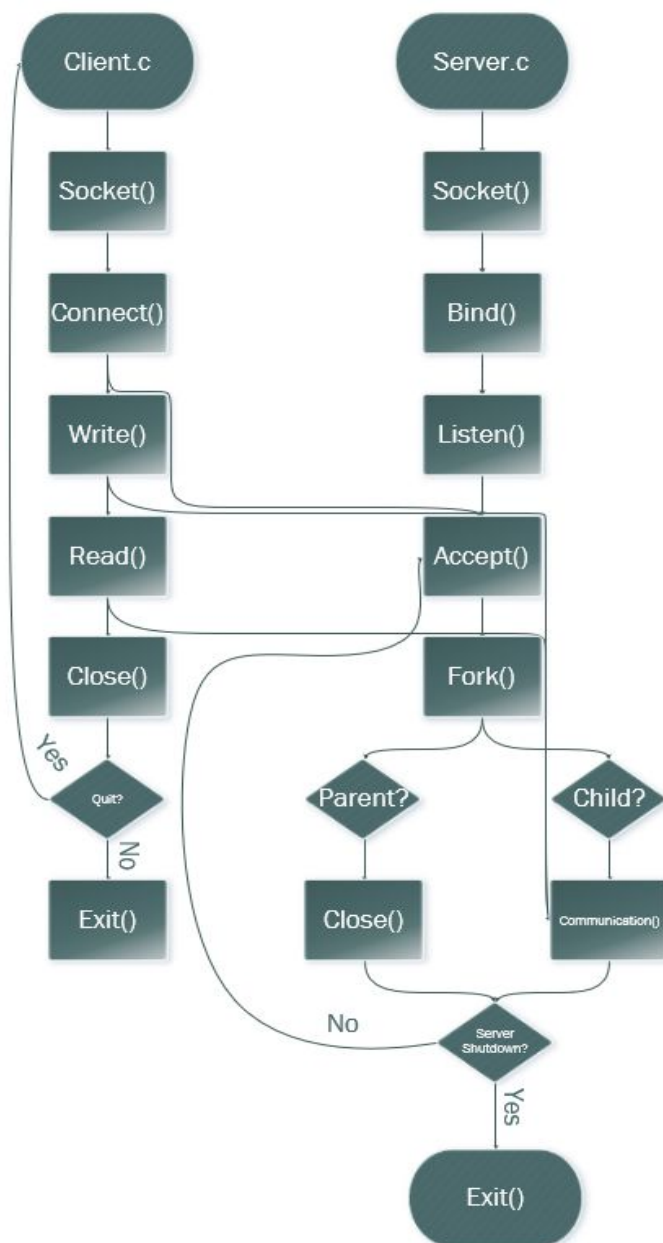 Client.c
Socket()
Connect()
Write()
Read()
Close()
Quit?
Yes
No
Exit()
Server.c
Socket()
Bind()
Listen()
Accept()
Fork()
Parent?
Child?
Close()
Communication()
Server
Shutdown?
No
Yes
Exit()